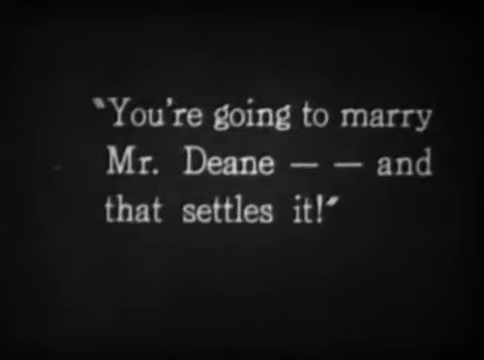 "You're going to marry
Mr. Deane — — and
that settles it!"